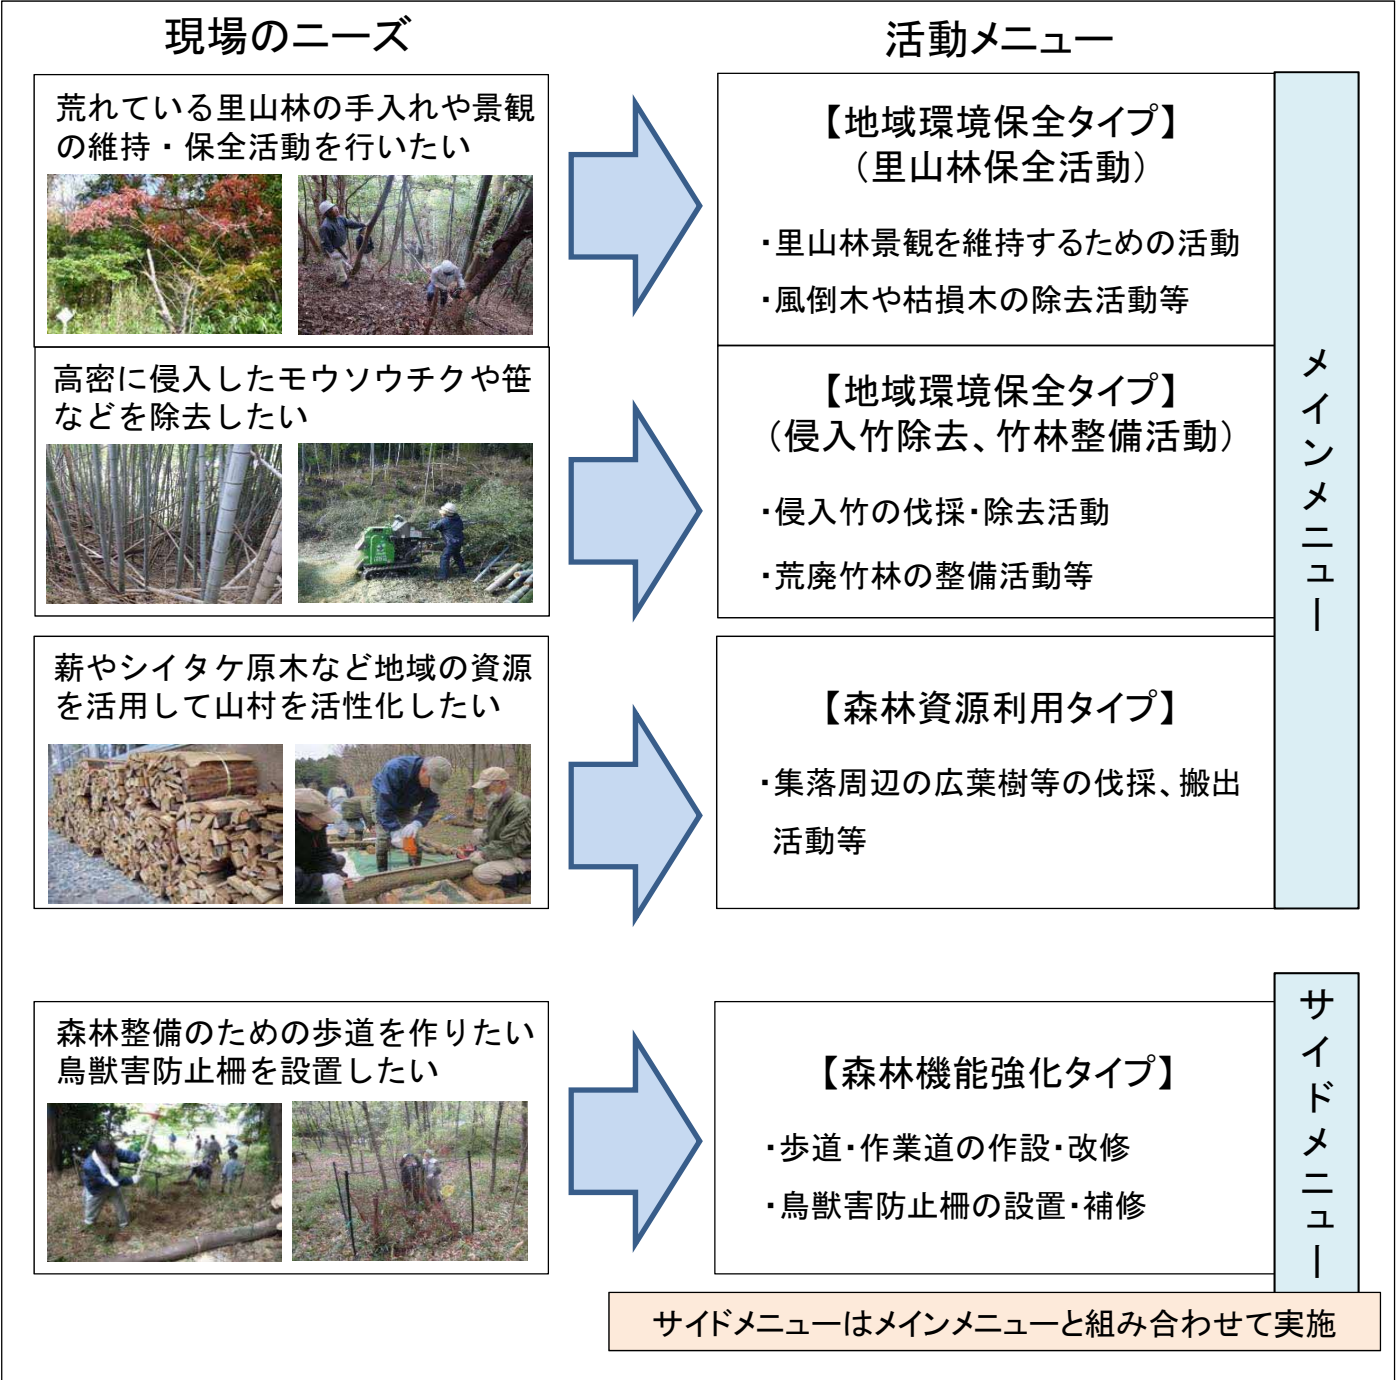 現場のニーズ
活動メニュー
荒れている里山林の手入れや景観
の維持・保全活動を行いたい
【地域環境保全タイプ】
（里山林保全活動）
・里山林景観を維持するための活動
・風倒木や枯損木の除去活動等
高密に侵入したモウソウチクや笹
などを除去したい
【地域環境保全タイプ】
（侵入竹除去、竹林整備活動）
・侵入竹の伐採・除去活動
・荒廃竹林の整備活動等
薪やシイタケ原木など地域の資源
を活用して山村を活性化したい
【森林資源利用タイプ】
・集落周辺の広葉樹等の伐採、搬出
活動等
メインメニュー
森林整備のための歩道を作りたい
鳥獣害防止柵を設置したい
【森林機能強化タイプ】
・歩道・作業道の作設・改修
・鳥獣害防止柵の設置・補修
サイドメニュー
サイドメニューはメインメニューと組み合わせて実施